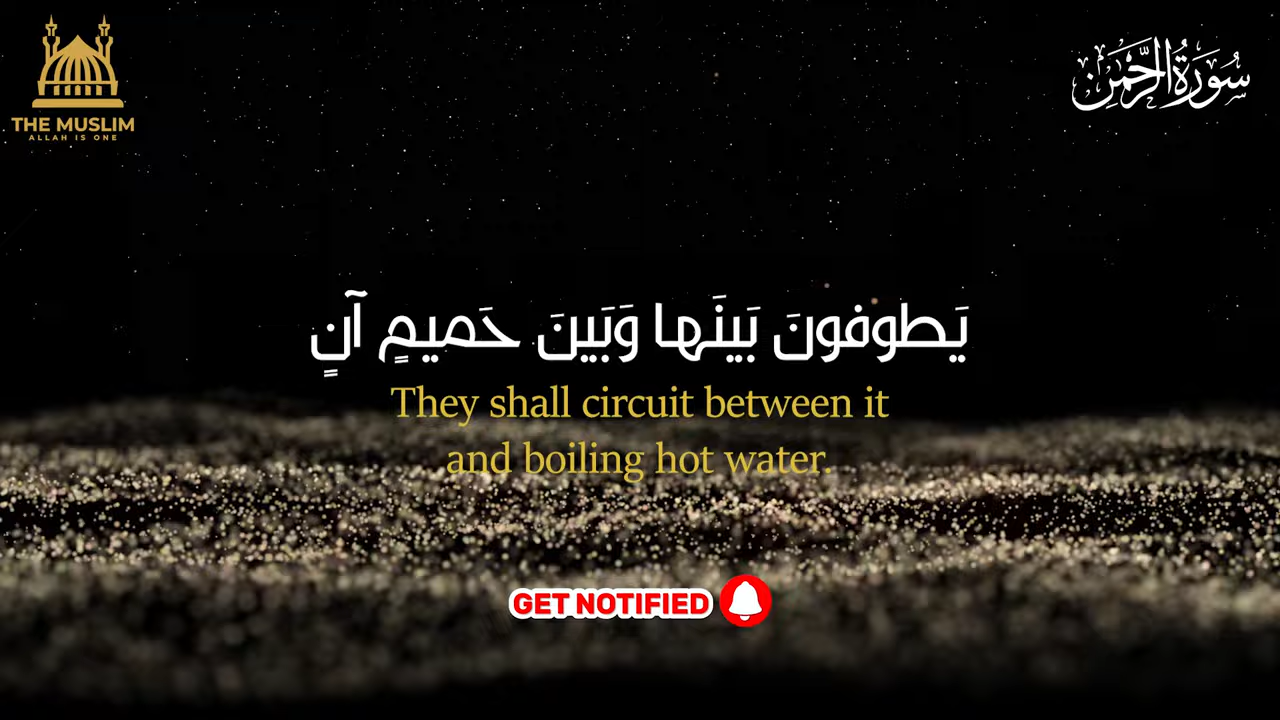 THE MUSLIM
ALLAH IS ONE
سُورَةُ الرَّحْمَٰن
يَطوفونَ بَينَها وَبَينَ حَميمٍ آنٍ
They shall circuit between it
and boiling hot water.
GET NOTIFIED